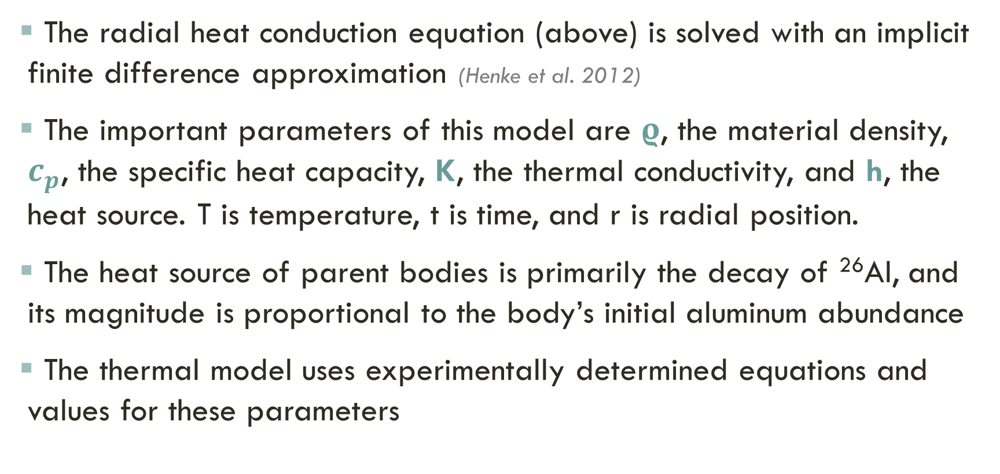 ▪ The radial heat conduction equation (above) is solved with an implicit
finite difference approximation (Henke et al. 2012)
▪ The important parameters of this model are ϱ, the material density,
cₚ, the specific heat capacity, K, the thermal conductivity, and h, the
heat source. T is temperature, t is time, and r is radial position.
▪ The heat source of parent bodies is primarily the decay of ²⁶Al, and
its magnitude is proportional to the body’s initial aluminum abundance
▪ The thermal model uses experimentally determined equations and
values for these parameters